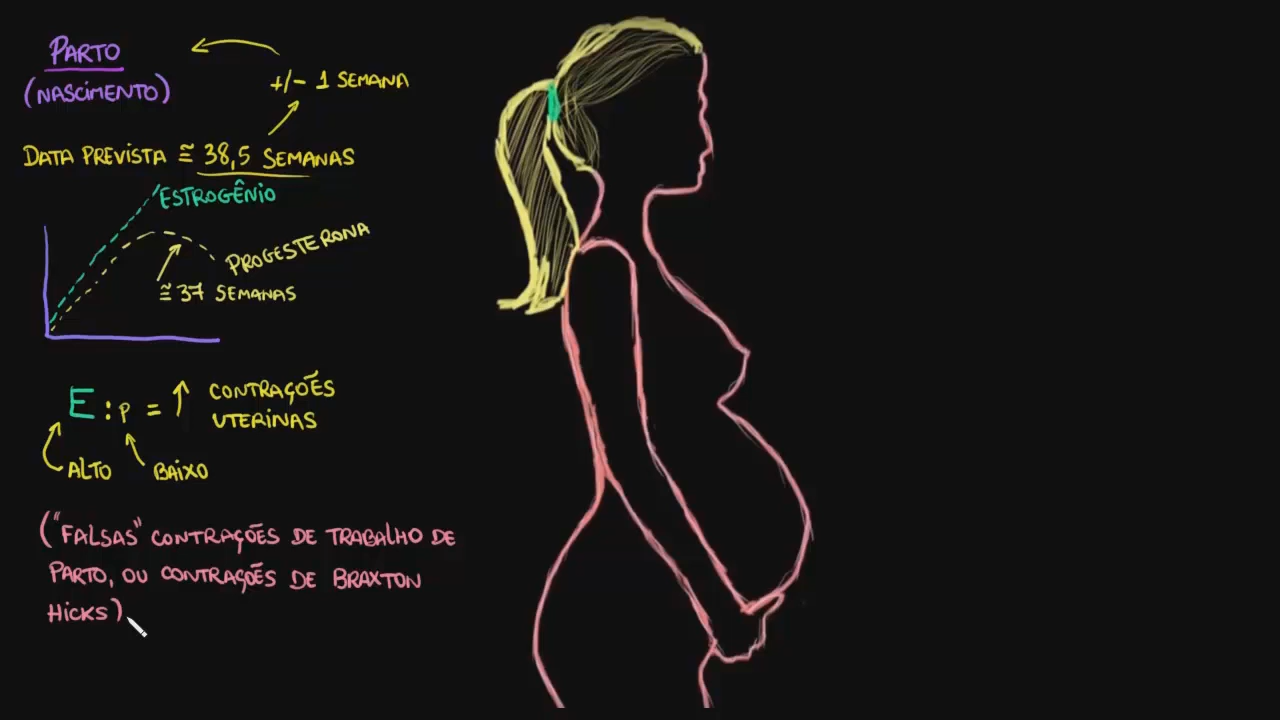 PARTO
(NASCIMENTO)
+/- 1 SEMANA
DATA PREVISTA ≅ 38,5 SEMANAS
ESTROGÊNIO
PROGESTERONA
≅ 37 SEMANAS
E : P = ↑ CONTRAÇÕES
UTERINAS
ALTO
BAIXO
("FALSAS" CONTRAÇÕES DE TRABALHO DE
PARTO, OU CONTRAÇÕES DE BRAXTON
HICKS)